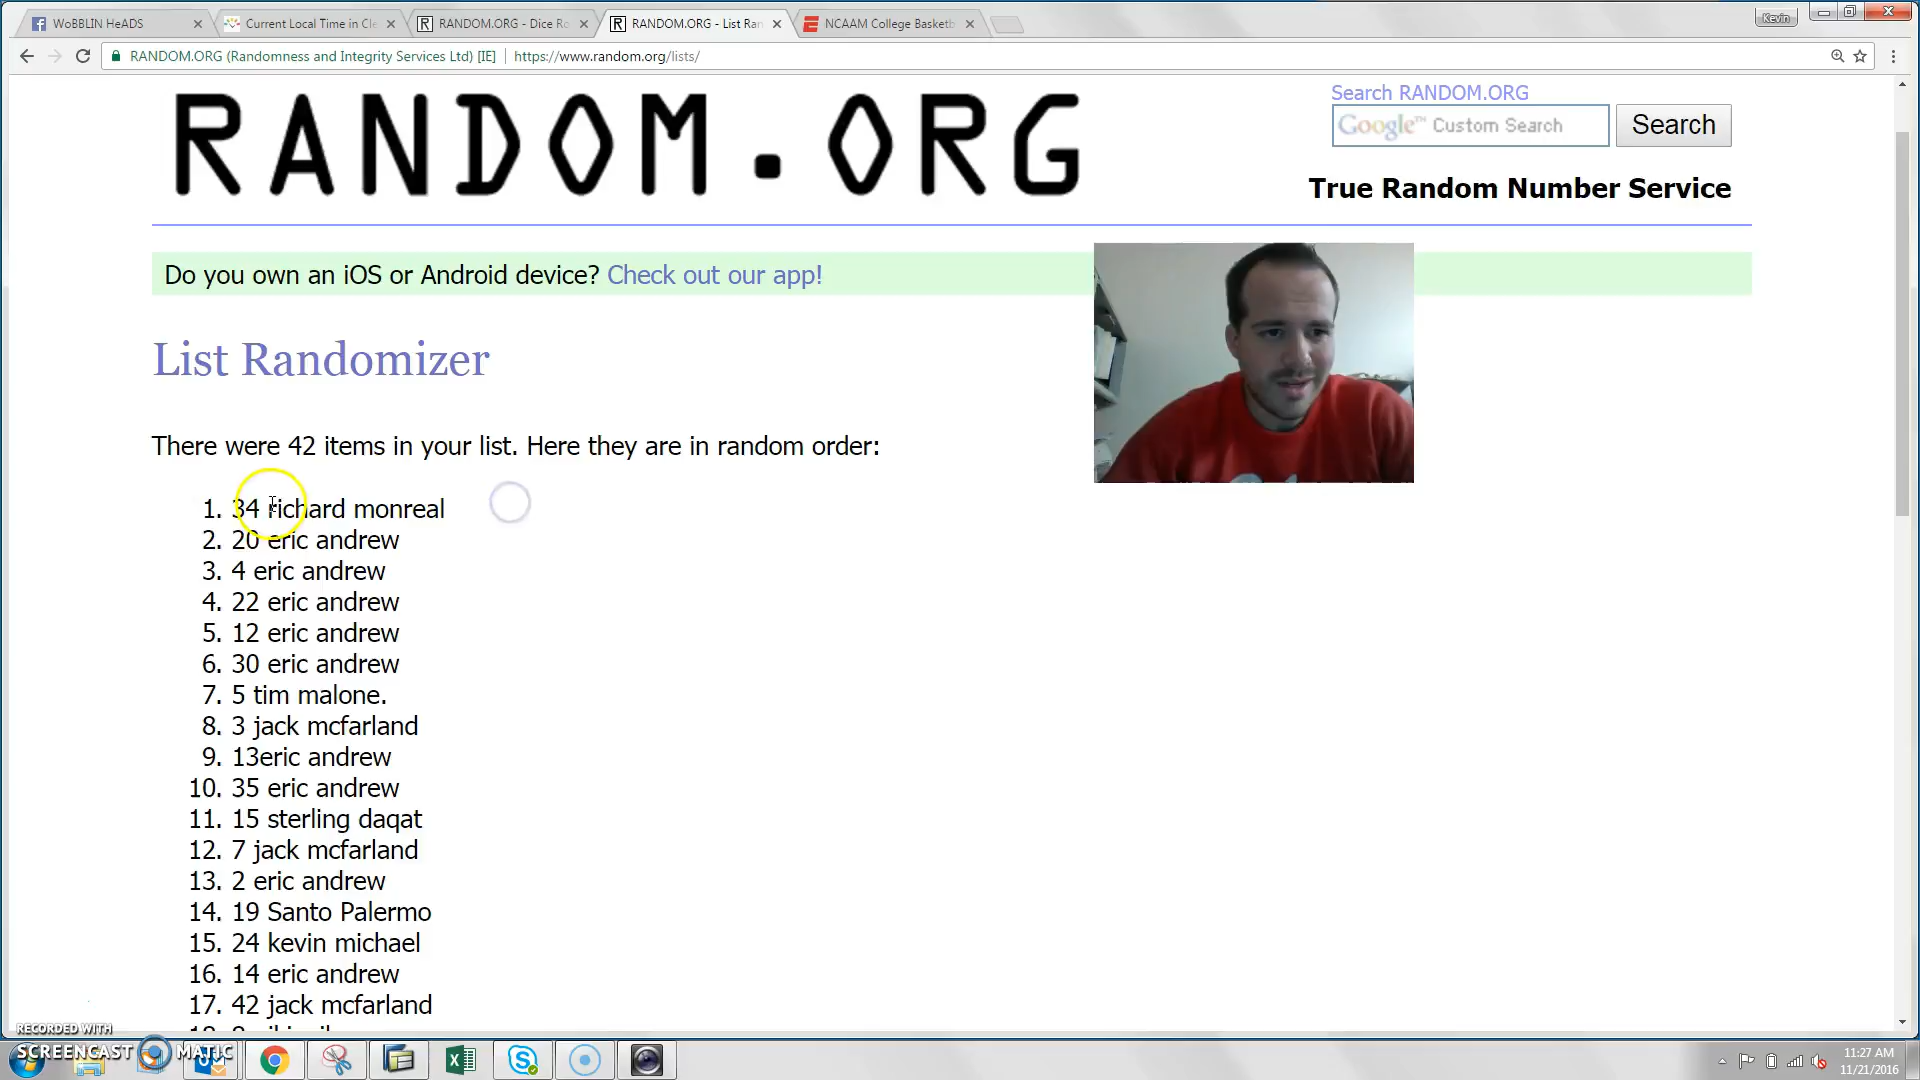 WoBBLIN HeADS
Current Local Time in Cle
RANDOM.ORG - Dice Ro
RANDOM.ORG - List Ran
NCAAM College Basketb
Kevin
RANDOM.ORG (Randomness and Integrity Services Ltd) [IE]
https://www.random.org/lists/
RANDOM.ORG
Search RANDOM.ORG
Google™ Custom Search
Search
True Random Number Service
Do you own an iOS or Android device? Check out our app!
List Randomizer
There were 42 items in your list. Here they are in random order:
1. 34 richard monreal
2. 20 eric andrew
3. 4 eric andrew
4. 22 eric andrew
5. 12 eric andrew
6. 30 eric andrew
7. 5 tim malone.
8. 3 jack mcfarland
9. 13eric andrew
10. 35 eric andrew
11. 15 sterling daqat
12. 7 jack mcfarland
13. 2 eric andrew
14. 19 Santo Palermo
15. 24 kevin michael
16. 14 eric andrew
17. 42 jack mcfarland
RECORDED WITH
SCREENCAST MATIC
11:27 AM
11/21/2016